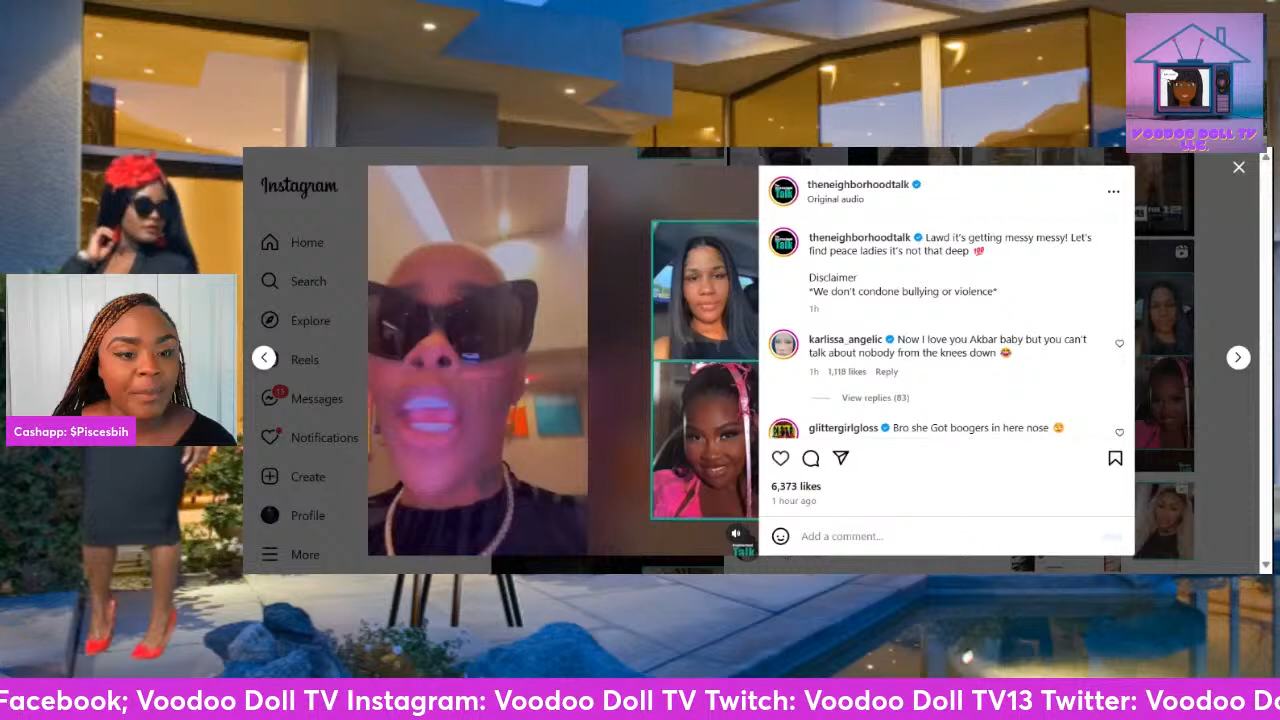 VOODOO DOLL TV
LLC.
Instagram
Home
Search
Explore
Reels
15
Messages
Notifications
Create
Profile
More
theneighborhoodtalk
Original audio
theneighborhoodtalk Lawd it's getting messy messy! Let's
find peace ladies it's not that deep 💯
Disclaimer
*We don't condone bullying or violence*
1h
karlissa_angelic Now I love you Akbar baby but you can't
talk about nobody from the knees down 😂
1h 1,118 likes Reply
View replies (83)
glittergirlgloss Bro she Got boogers in here nose 😩
6,373 likes
1 hour ago
Add a comment...
Talk
Cashapp: $Piscesbih
Facebook; Voodoo Doll TV Instagram: Voodoo Doll TV Twitch: Voodoo Doll TV13 Twitter: Voodoo Do